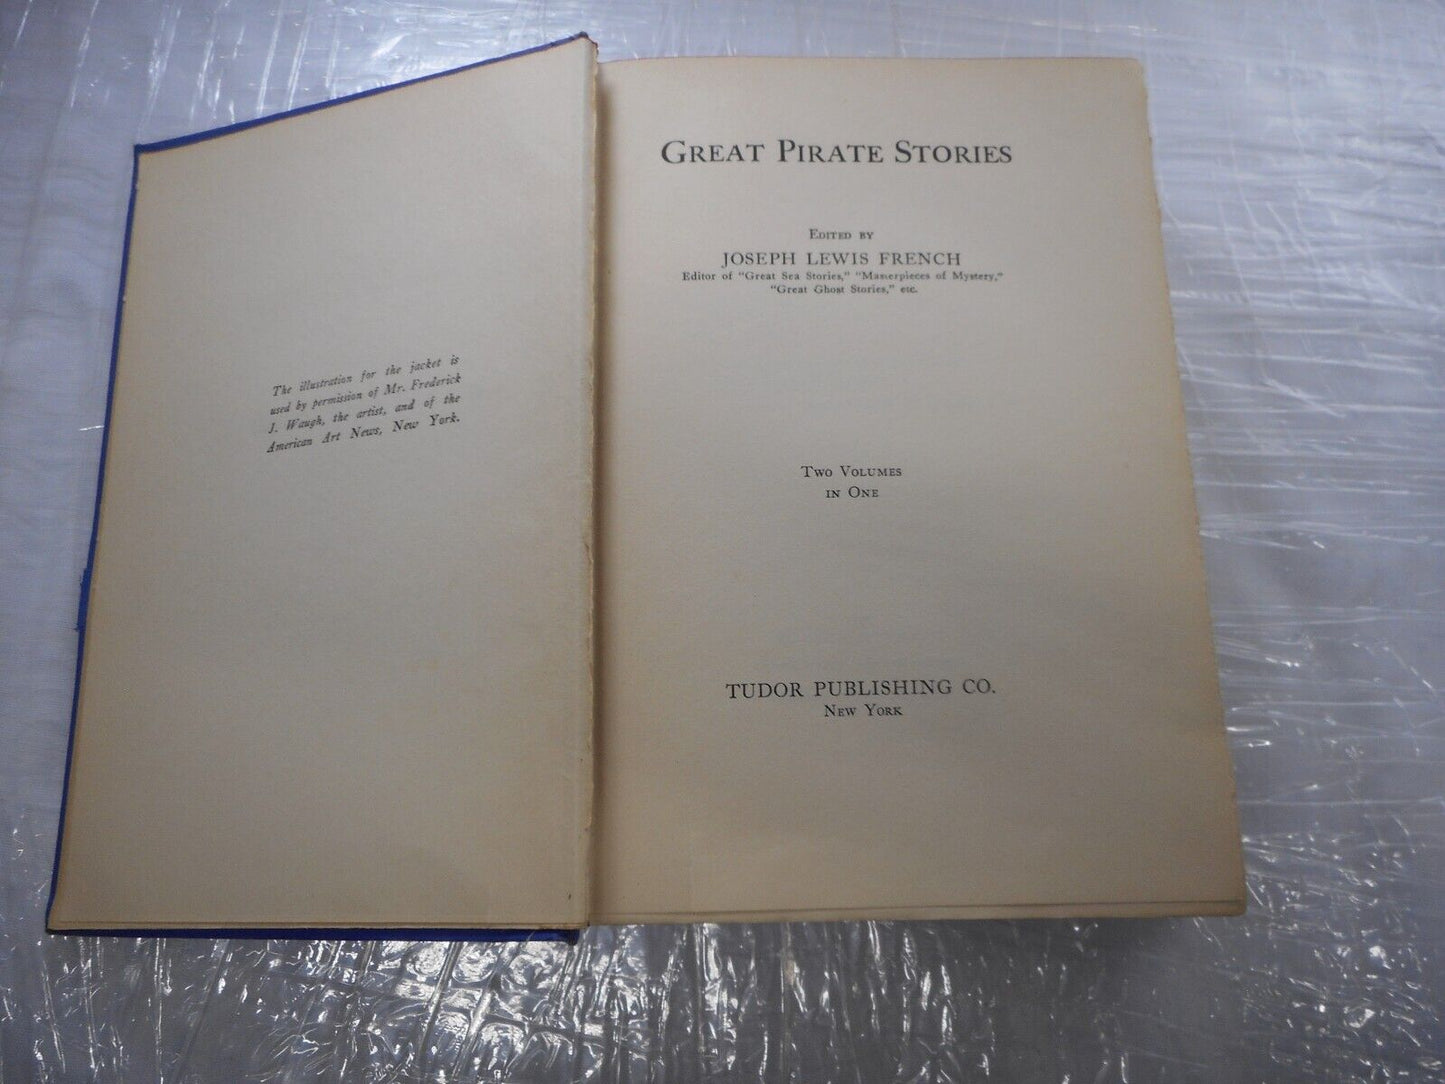 The illustration for the jacket is
used by permission of Mr. Frederick
J. Waugh, the artist, and of the
American Art News, New York.
GREAT PIRATE STORIES
EDITED BY
JOSEPH LEWIS FRENCH
Editor of "Great Sea Stories," "Masterpieces of Mystery,"
"Great Ghost Stories," etc.
TWO VOLUMES
IN ONE
TUDOR PUBLISHING CO.
NEW YORK